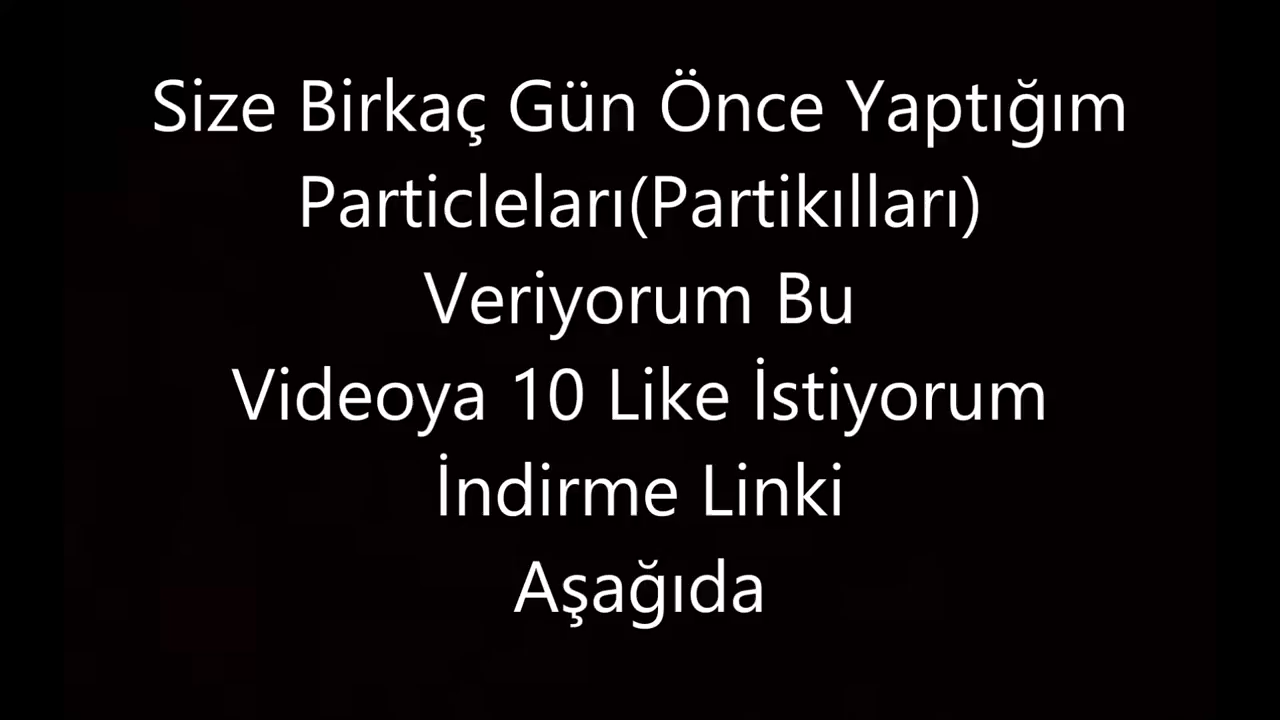 Size Birkaç Gün Önce Yaptığım
Particleları(Partikılları)
Veriyorum Bu
Videoya 10 Like İstiyorum
İndirme Linki
Aşağıda